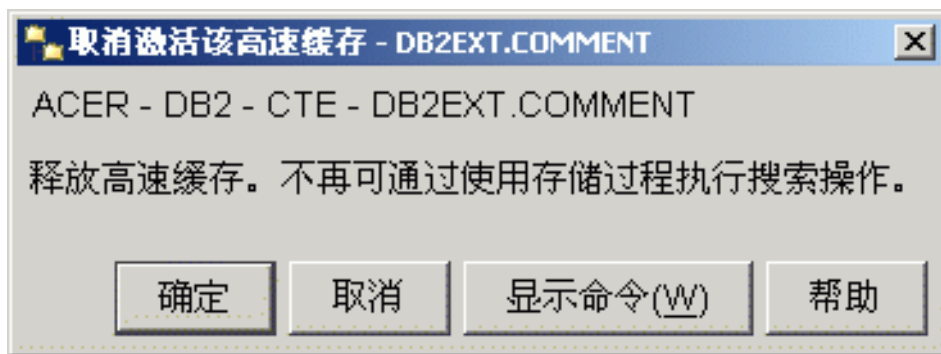 取消激活该高速缓存 - DB2EXT.COMMENT
ACER - DB2 - CTE - DB2EXT.COMMENT
释放高速缓存。不再可通过使用存储过程执行搜索操作。
确定 取消 显示命令(W) 帮助